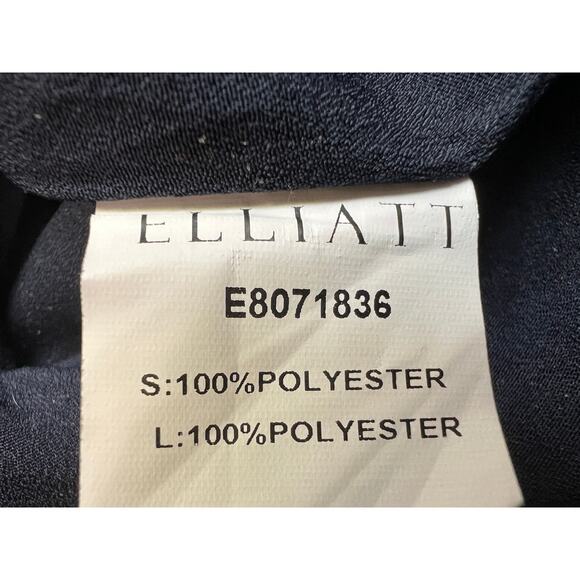 ELLIATT
E8071836
S:100%POLYESTER
L:100%POLYESTER